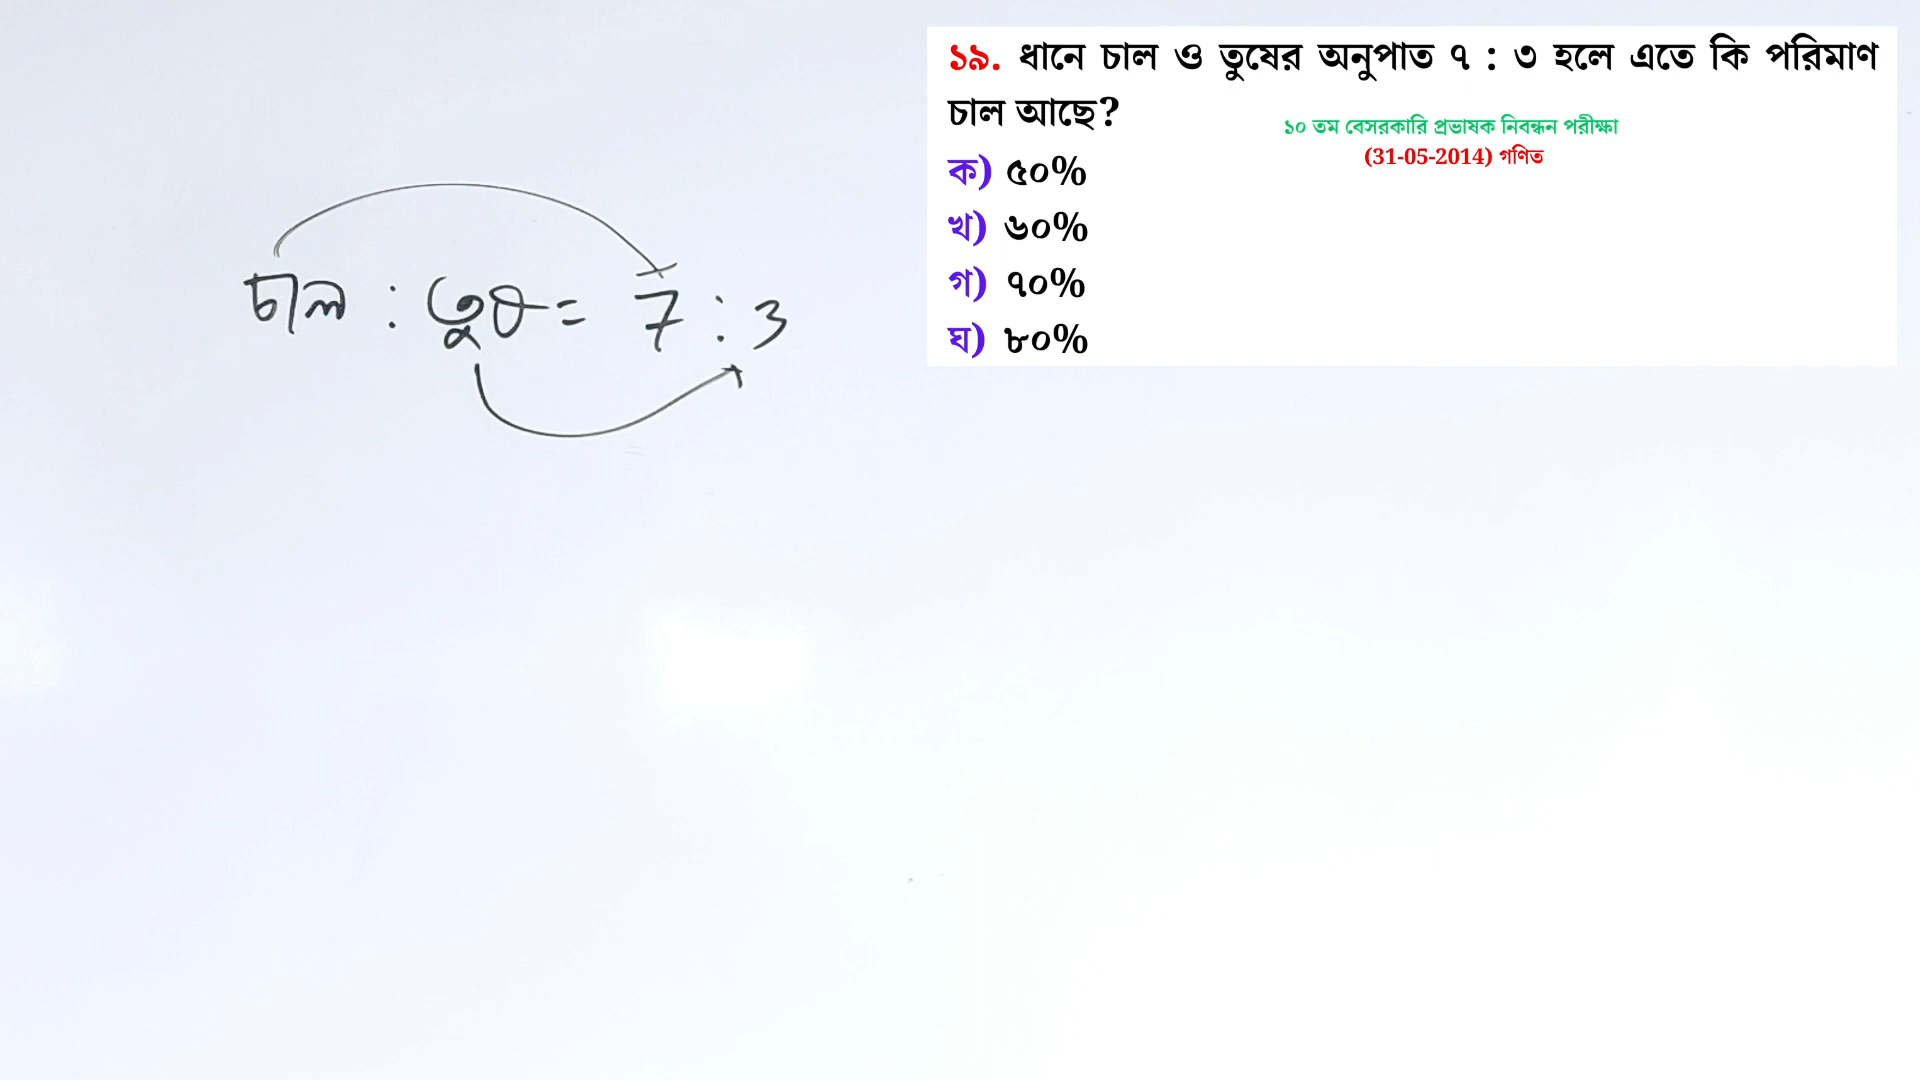 ১৯. ধানে চাল ও তুষের অনুপাত ৭ : ৩ হলে এতে কি পরিমাণ
চাল আছে?
১০ তম বেসরকারি প্রভাষক নিবন্ধন পরীক্ষা
(31-05-2014) গণিত
ক) ৫০%
খ) ৬০%
গ) ৭০%
ঘ) ৮০%
চাল : তুষ = 7 : 3